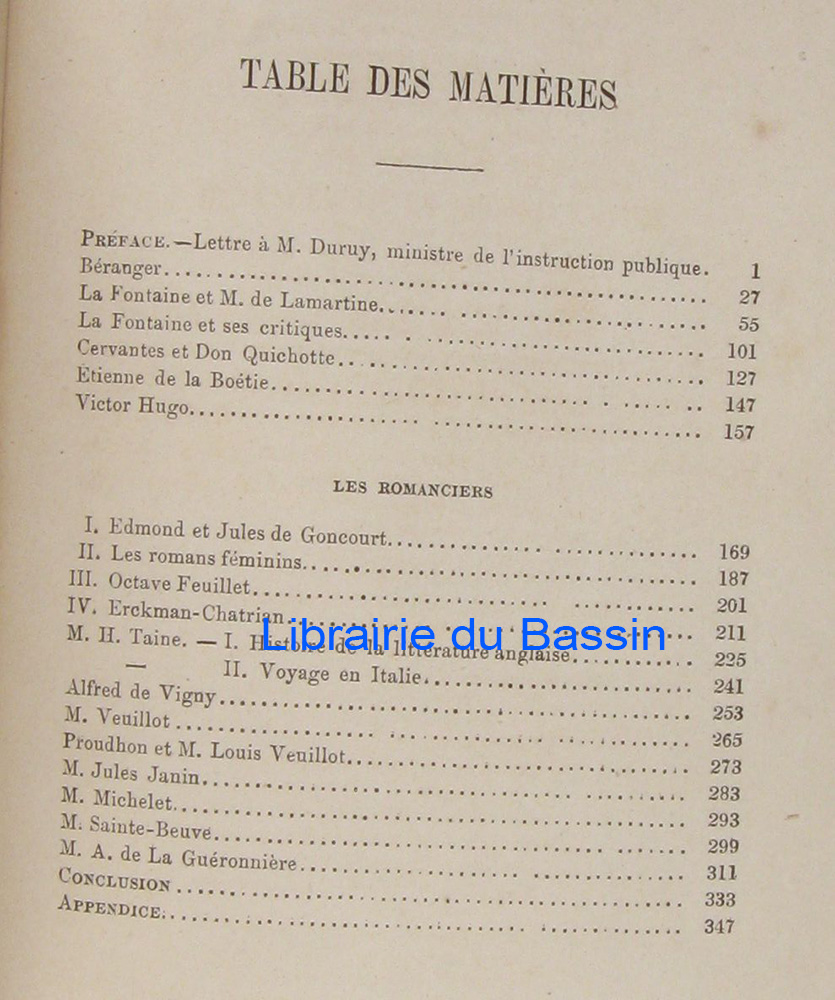 TABLE DES MATIÈRES
PRÉFACE.—Lettre à M. Duruy, ministre de l'instruction publique. 1
Béranger........ 27
La Fontaine et M. de Lamartine........ 55
La Fontaine et ses critiques........ 101
Cervantes et Don Quichotte........ 127
Etienne de la Boétie........ 147
Victor Hugo........ 157
LES ROMANCIERS
I. Edmond et Jules de Goncourt........ 169
II. Les romans féminins........ 187
III. Octave Feuillet........ 201
IV. Erckman-Chatrian........ 211
Librairie du Bassin
M. H. Taine. — I. Histoire de la littérature anglaise........ 225
— II. Voyage en Italie........ 241
Alfred de Vigny........ 253
M. Veuillot........ 265
Proudhon et M. Louis Veuillot........ 273
M. Jules Janin........ 283
M. Michelet........ 293
M. Sainte-Beuve........ 299
M. A. de La Guéronnière........ 311
CONCLUSION........ 333
APPENDICE........ 347